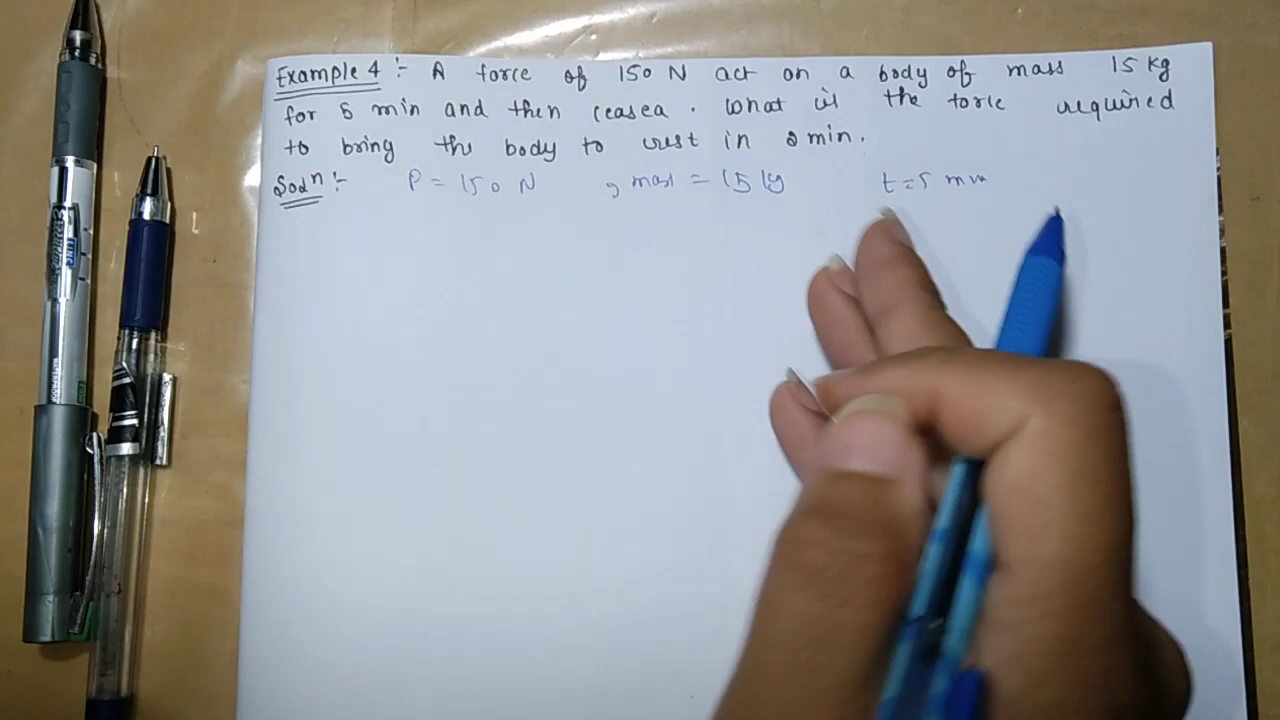 Example 4 :- A force of 150 N act on a body of mass 15 kg
for 5 min and then ceasea . What is the force required
to bring the body to rest in 2 min.
Soln :- P = 150 N , mass = 15 kg t = 5 min